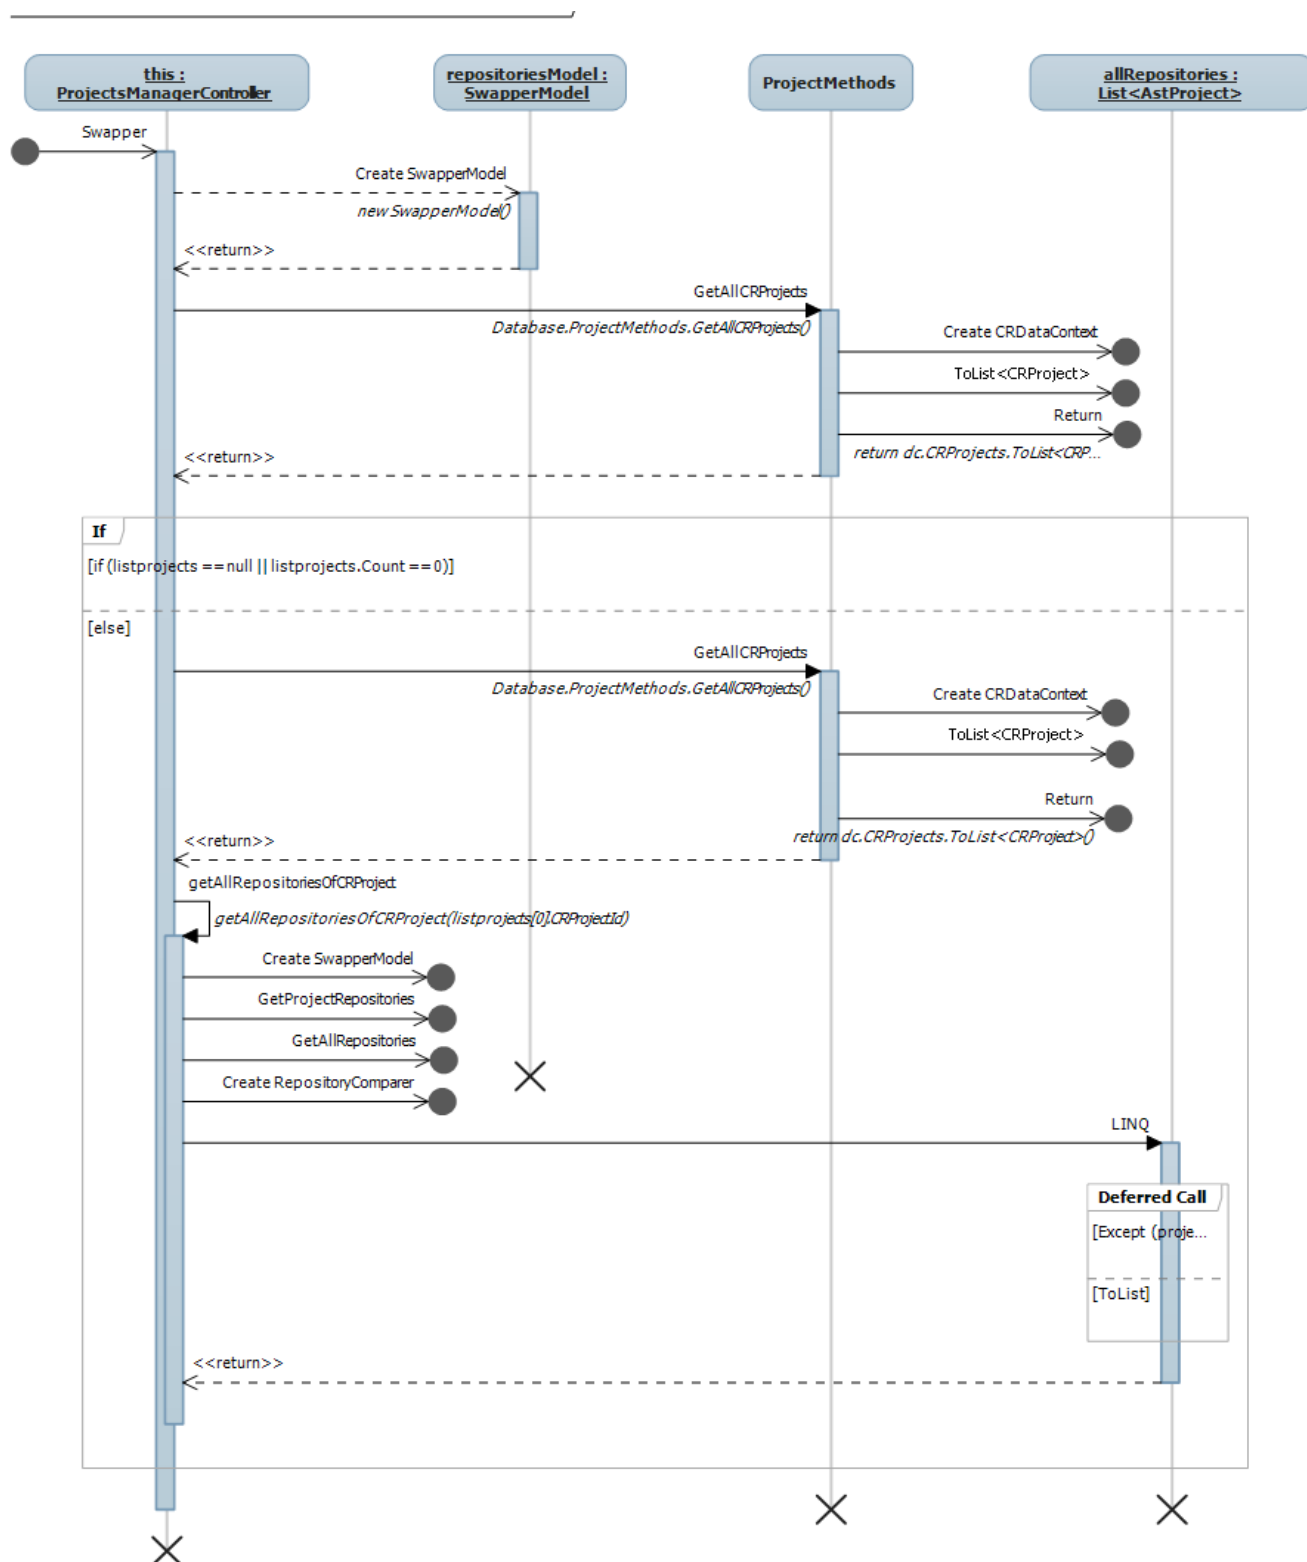 this :
ProjectsManagerController
repositoriesModel :
SwapperModel
ProjectMethods
allRepositories :
List<AstProject>
Swapper
Create SwapperModel
new SwapperModel()
<<return>>
GetAllCRProjects
Database.ProjectMethods.GetAllCRProjects()
Create CRDataContext
ToList<CRProject>
Return
return dc.CRProjects.ToList<CRP...
<<return>>
If
[if (listprojects == null || listprojects.Count == 0)]
[else]
GetAllCRProjects
Database.ProjectMethods.GetAllCRProjects()
Create CRDataContext
ToList<CRProject>
Return
return dc.CRProjects.ToList<CRProject>()
<<return>>
getAllRepositoriesOfCRProject
getAllRepositoriesOfCRProject(listprojects[0].CRProjectId)
Create SwapperModel
GetProjectRepositories
GetAllRepositories
Create RepositoryComparer
LINQ
Deferred Call
[Except (proje...
[ToList]
<<return>>